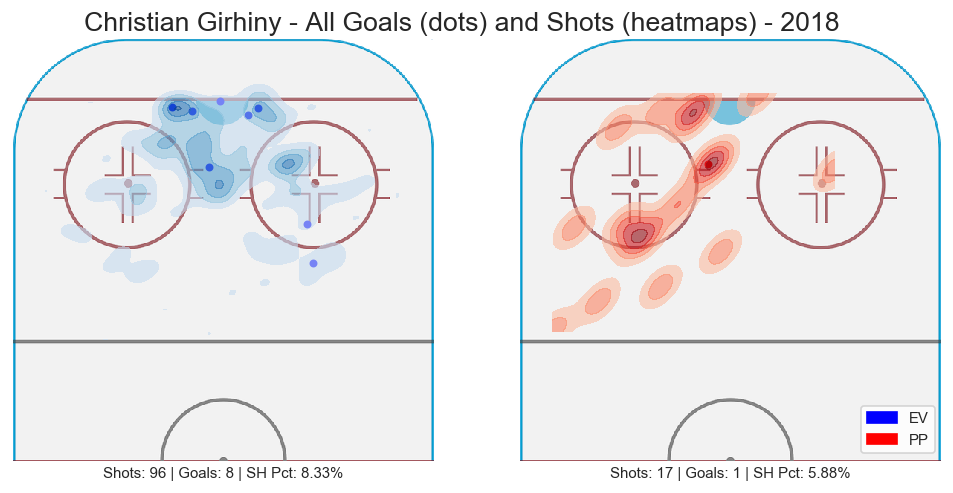 Christian Girhiny - All Goals (dots) and Shots (heatmaps) - 2018
EV
PP
Shots: 96 | Goals: 8 | SH Pct: 8.33%
Shots: 17 | Goals: 1 | SH Pct: 5.88%